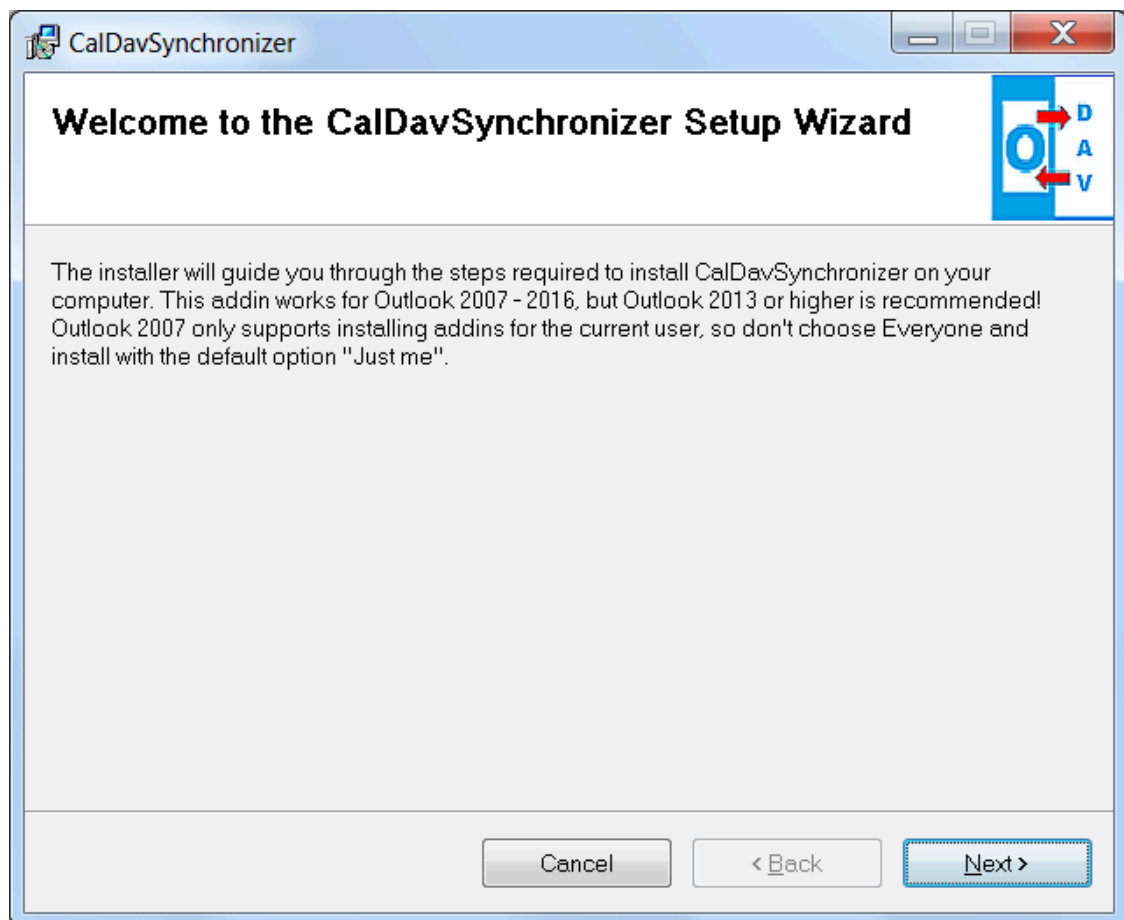 CalDavSynchronizer
Welcome to the CalDavSynchronizer Setup Wizard
O
D
A
V
The installer will guide you through the steps required to install CalDavSynchronizer on your
computer. This addin works for Outlook 2007 - 2016, but Outlook 2013 or higher is recommended!
Outlook 2007 only supports installing addins for the current user, so don't choose Everyone and
install with the default option "Just me".
Cancel
< Back
Next >